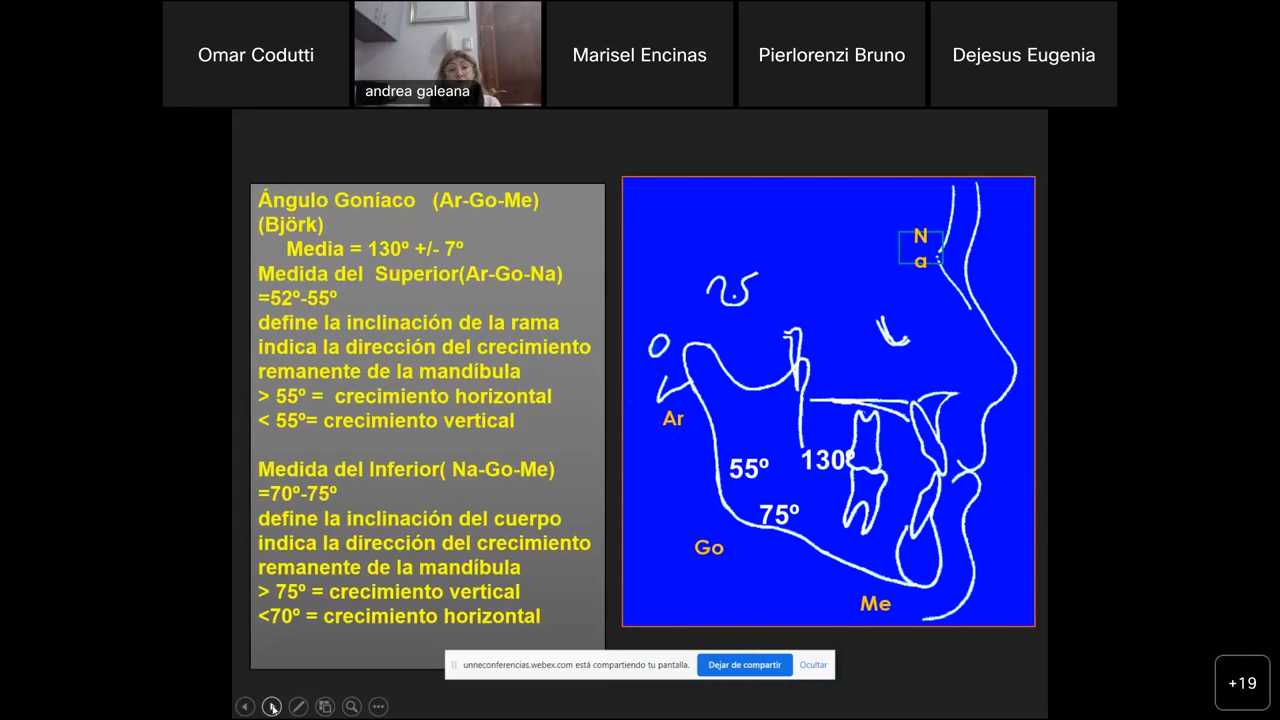 Omar Codutti
andrea galeana
Marisel Encinas
Pierlorenzi Bruno
Dejesus Eugenia
Ángulo Goníaco (Ar-Go-Me)
(Björk)
Media = 130º +/- 7º
Medida del Superior(Ar-Go-Na)
=52º-55º
define la inclinación de la rama
indica la dirección del crecimiento
remanente de la mandíbula
> 55º = crecimiento horizontal
< 55º= crecimiento vertical
Medida del Inferior( Na-Go-Me)
=70º-75º
define la inclinación del cuerpo
indica la dirección del crecimiento
remanente de la mandíbula
> 75º = crecimiento vertical
<70º = crecimiento horizontal
N
a
Ar
55º
130º
75º
Go
Me
unneconferencias.webex.com está compartiendo tu pantalla.
Dejar de compartir
Ocultar
+19